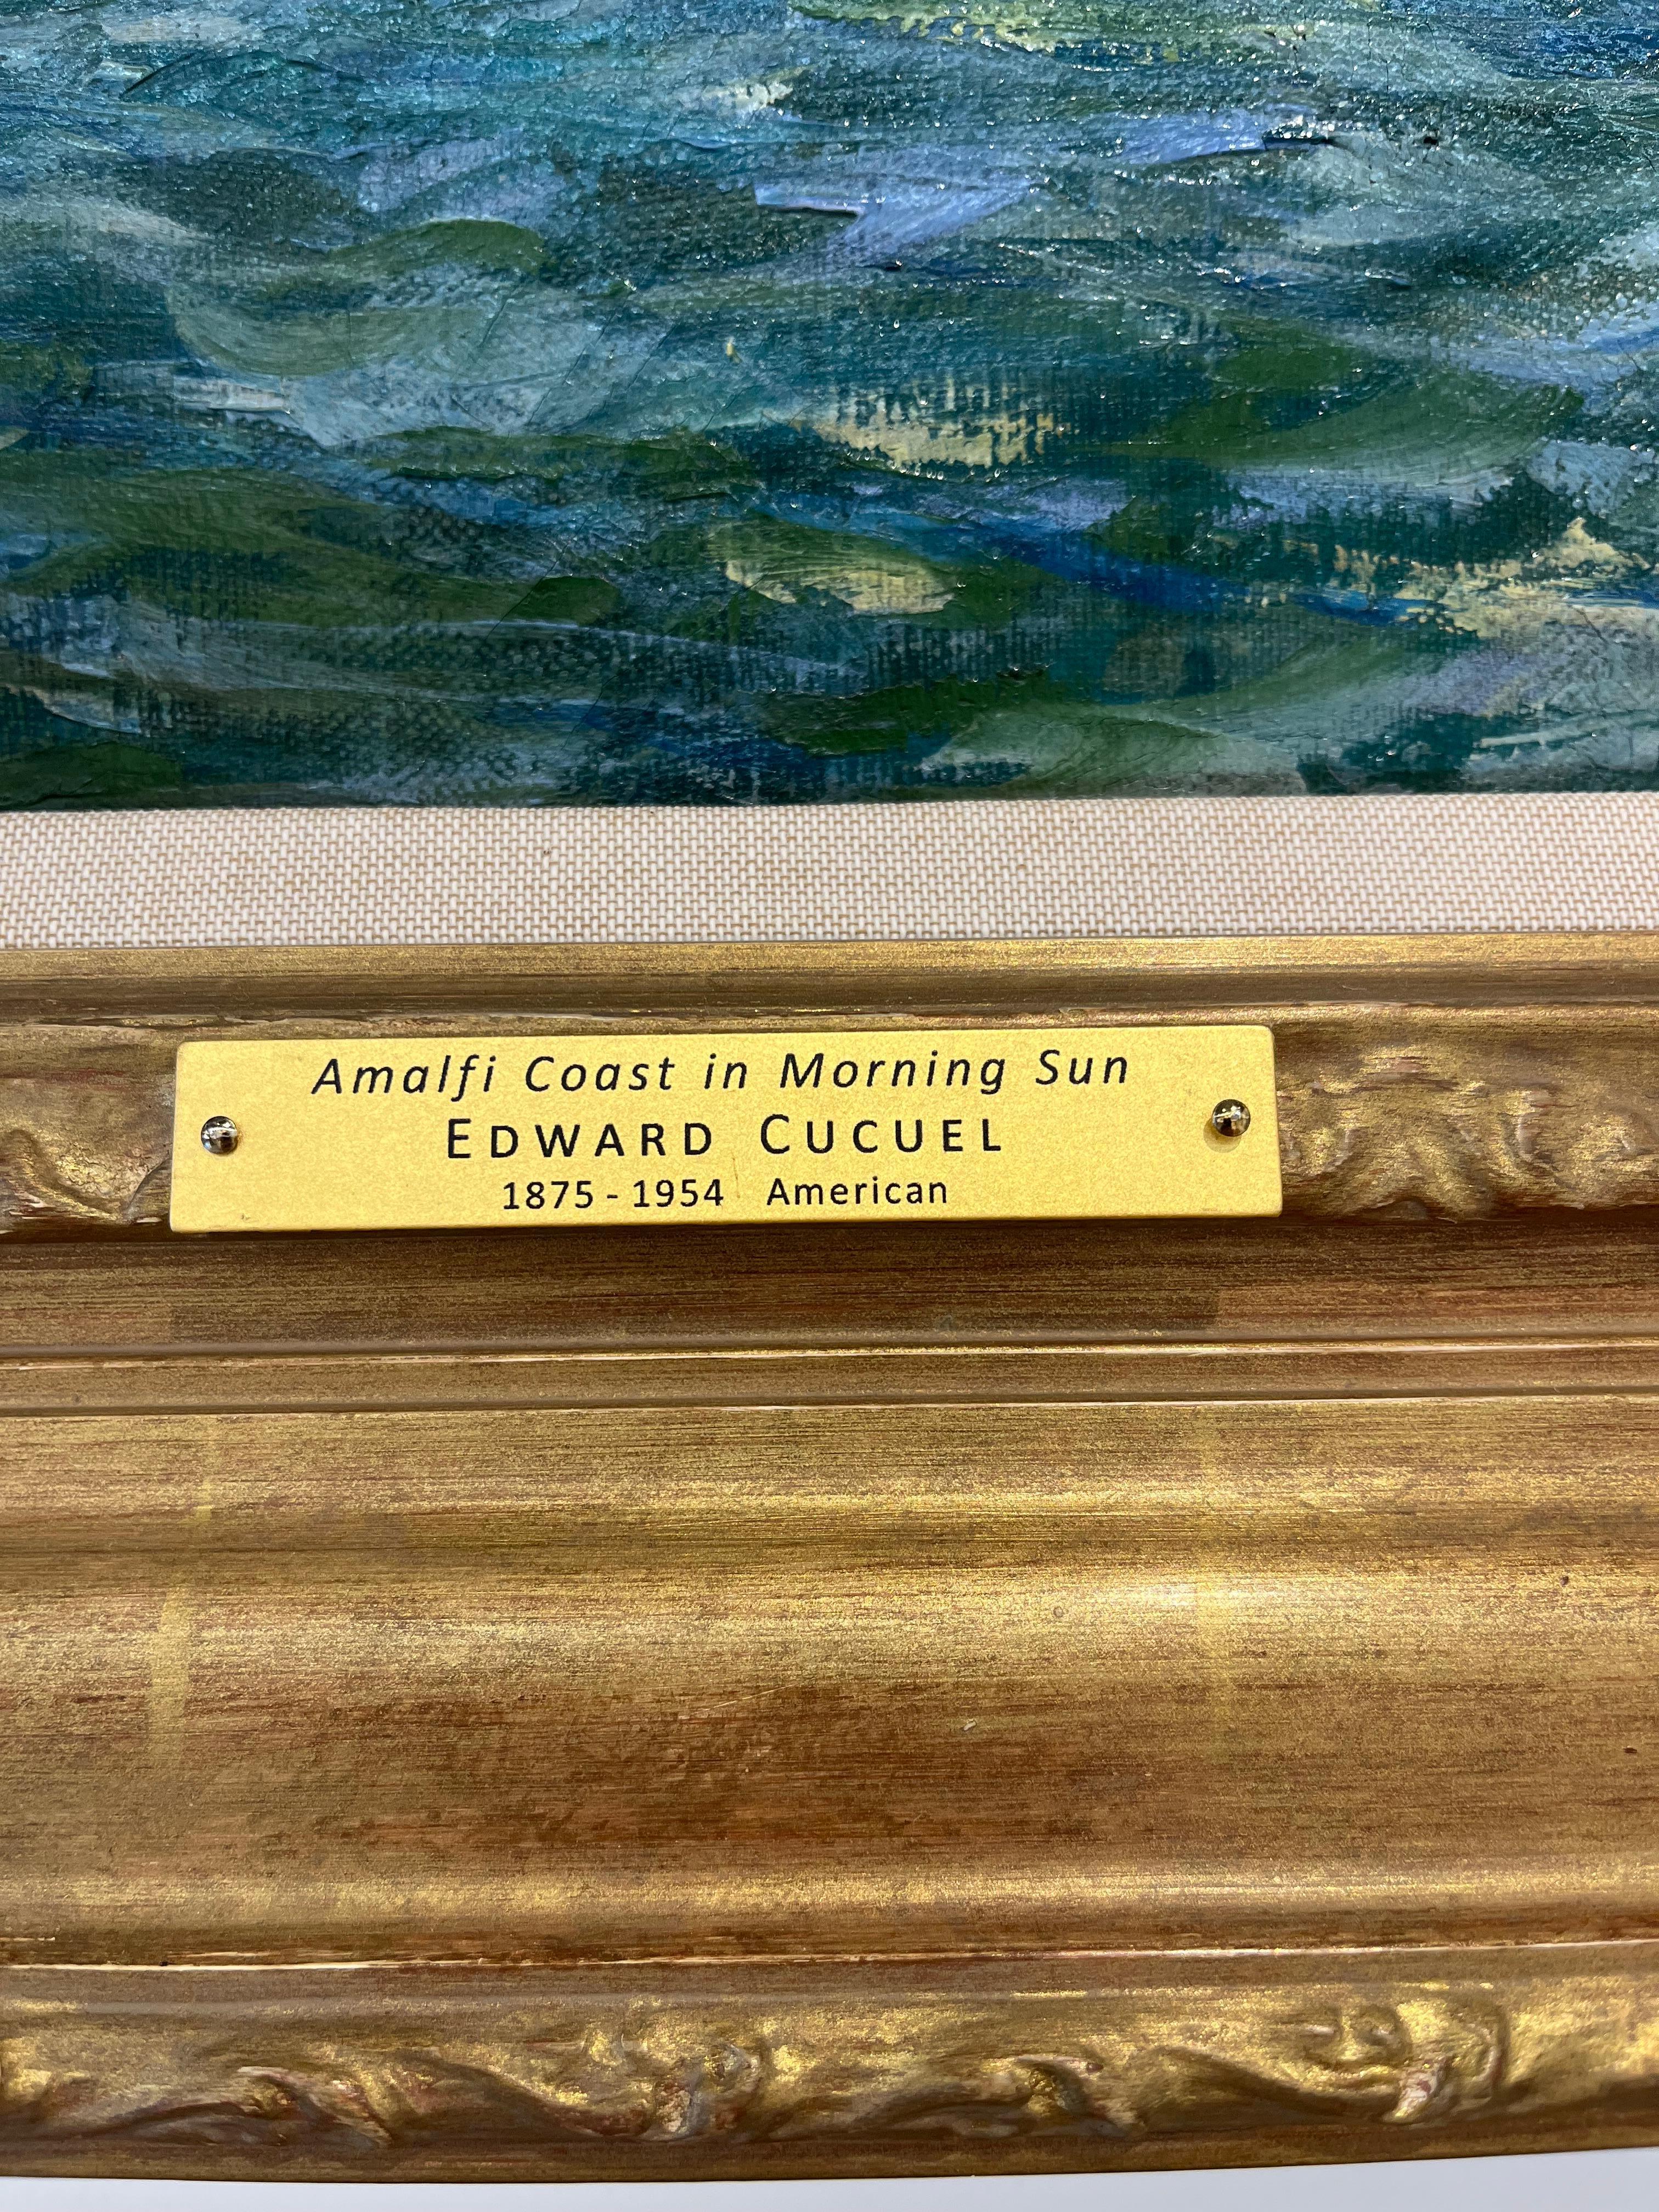 Amalfi Coast in Morning Sun
EDWARD CUCUEL
1875 - 1954 American